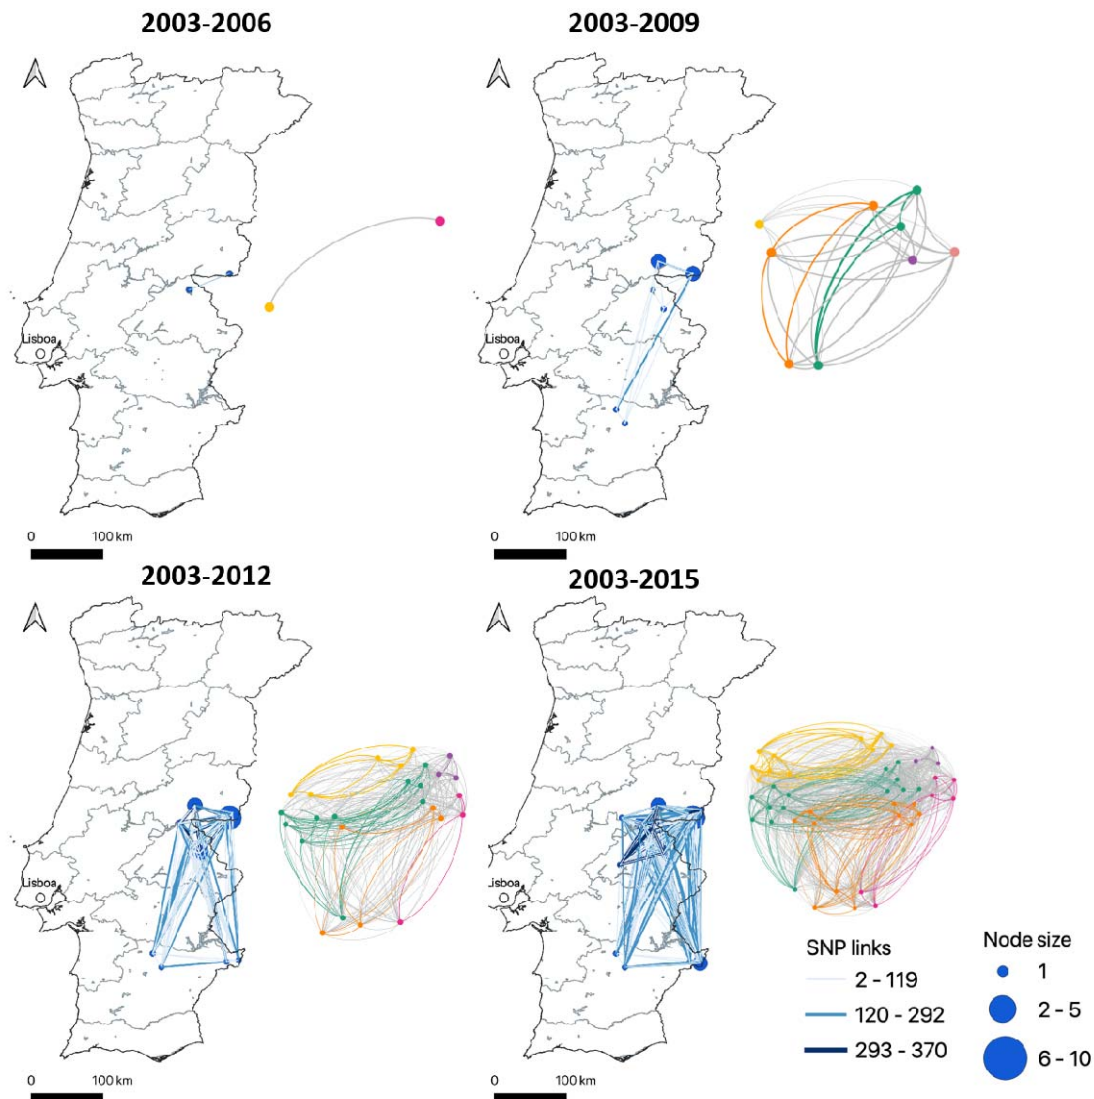 2003-2006
2003-2009
Lisboa
Lisboa
0 100 km
0 100 km
2003-2012
2003-2015
Lisboa
Lisboa
SNP links
2 - 119
120 - 292
293 - 370
Node size
1
2 - 5
6 - 10
0 100 km
0 100 km